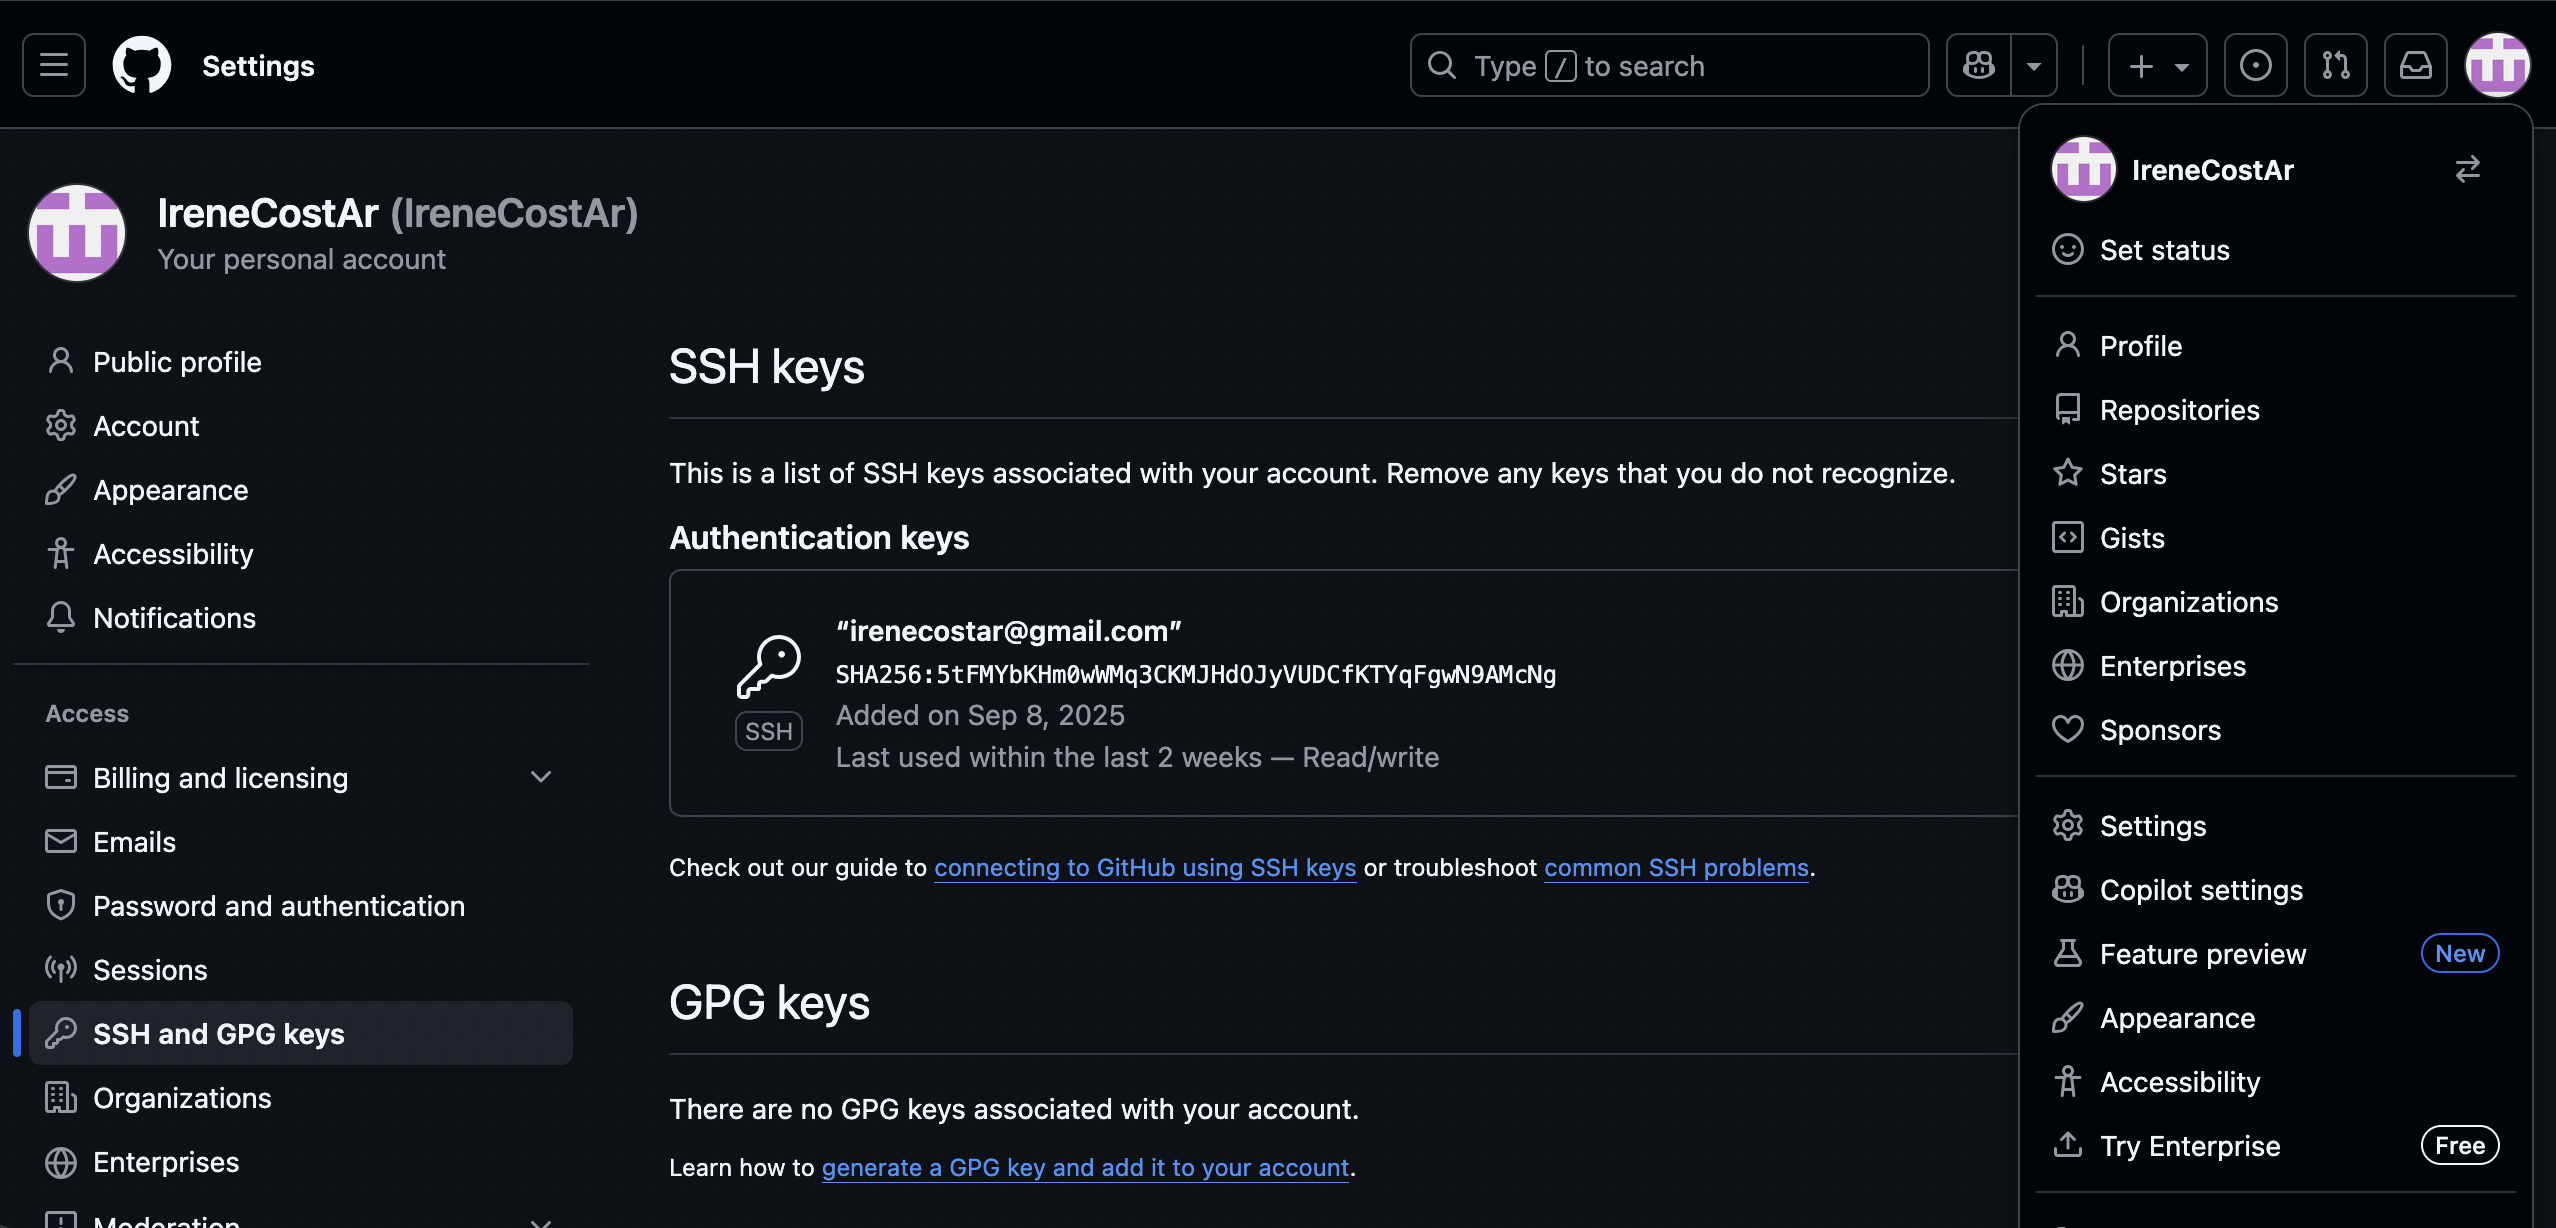 Settings
Type / to search
IreneCostAr (IreneCostAr)
Your personal account
Public profile
Account
Appearance
Accessibility
Notifications
Access
Billing and licensing
Emails
Password and authentication
Sessions
SSH and GPG keys
Organizations
Enterprises
Moderation
SSH keys
This is a list of SSH keys associated with your account. Remove any keys that you do not recognize.
Authentication keys
“irenecostar@gmail.com”
SHA256:5tFMYbKHm0wWMq3CKMJHdOJyVUDCfKTYqFgwN9AMcNg
SSH
Added on Sep 8, 2025
Last used within the last 2 weeks — Read/write
Check out our guide to connecting to GitHub using SSH keys or troubleshoot common SSH problems.
GPG keys
There are no GPG keys associated with your account.
Learn how to generate a GPG key and add it to your account.
IreneCostAr
Set status
Profile
Repositories
Stars
Gists
Organizations
Enterprises
Sponsors
Settings
Copilot settings
Feature preview New
Appearance
Accessibility
Try Enterprise Free